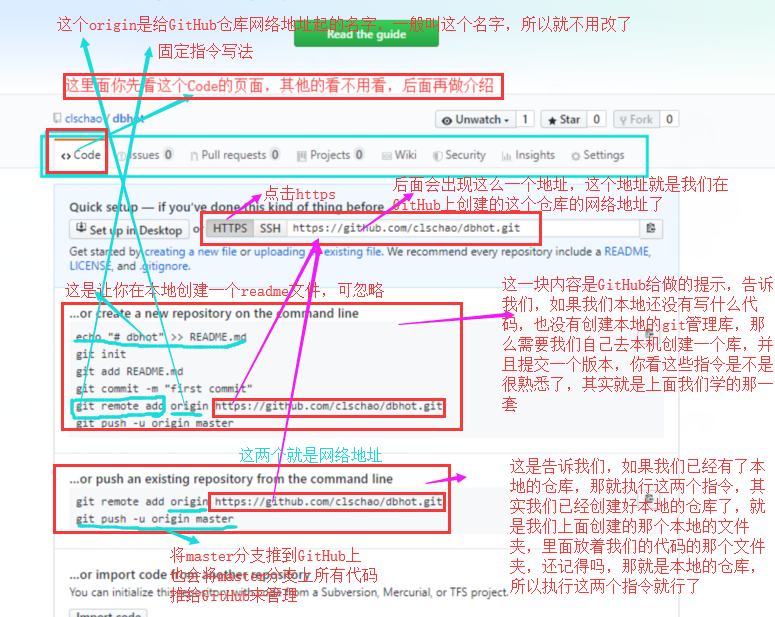 这个origin是给GitHub仓库网络地址起的名字，一般叫这个名字，所以就不用改了
Read the guide
固定指令写法
这里面你先看这个Code的页面，其他的看不用看，后面再做介绍
clschao / dbhot
Unwatch 1 Star 0 Fork 0
Code Issues 0 Pull requests 0 Projects 0 Wiki Security Insights Settings
点击https
后面会出现这么一个地址，这个地址就是我们在
GitHub上创建的这个仓库的网络地址了
Quick setup — if you've done this kind of thing before
Set up in Desktop or HTTPS SSH https://github.com/clschao/dbhot.git
Get started by creating a new file or uploading an existing file. We recommend every repository include a README,
LICENSE, and .gitignore.
这是让你在本地创建一个readme文件，可忽略
...or create a new repository on the command line
echo "# dbhot" >> README.md
git init
git add README.md
git commit -m "first commit"
git remote add origin https://github.com/clschao/dbhot.git
git push -u origin master
这一块内容是GitHub给做的提示，告诉
我们，如果我们本地还没有写什么代
码，也没有创建本地的git管理库，那
么需要我们自己去本机创建一个库，并
且提交一个版本，你看这些指令是不是
很熟悉了，其实就是上面我们学的那一
套
这两个就是网络地址
...or push an existing repository from the command line
git remote add origin https://github.com/clschao/dbhot.git
git push -u origin master
这是告诉我们，如果我们已经有了本
地的仓库，那就执行这两个指令，其
实我们已经创建好本地的仓库了，就
是我们上面创建的那个本地的文件
夹，里面放着我们的代码的那个文件
夹，还记得吗，那就是本地的仓库，
所以执行这两个指令就行了
将master分支推到GitHub上
也会将master分支上所有代码
推给GitHub来管理
...or import code from another repository
You can initialize this repository with code from a Subversion, Mercurial, or TFS project.
Import code